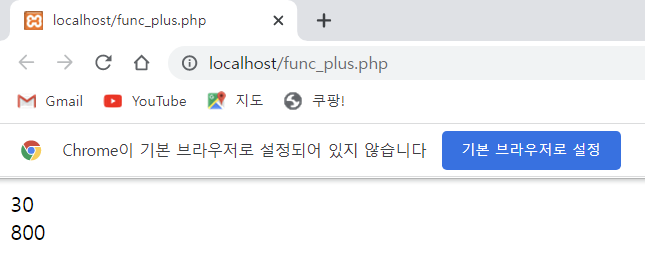 localhost/func_plus.php
localhost/func_plus.php
Gmail YouTube 지도 쿠팡!
Chrome이 기본 브라우저로 설정되어 있지 않습니다 기본 브라우저로 설정
30
800